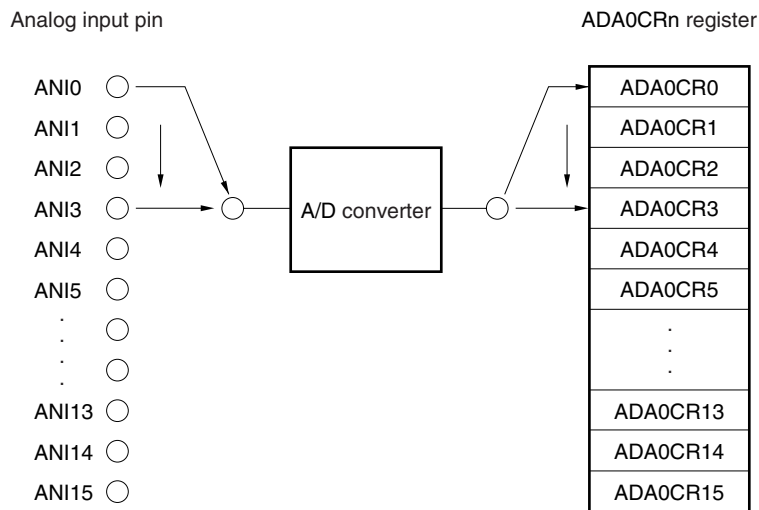 Analog input pin
ADA0CRn register
ANI0
ANI1
ANI2
ANI3
ANI4
ANI5
.
.
.
.
ANI13
ANI14
ANI15
A/D converter
ADA0CR0
ADA0CR1
ADA0CR2
ADA0CR3
ADA0CR4
ADA0CR5
.
.
.
ADA0CR13
ADA0CR14
ADA0CR15